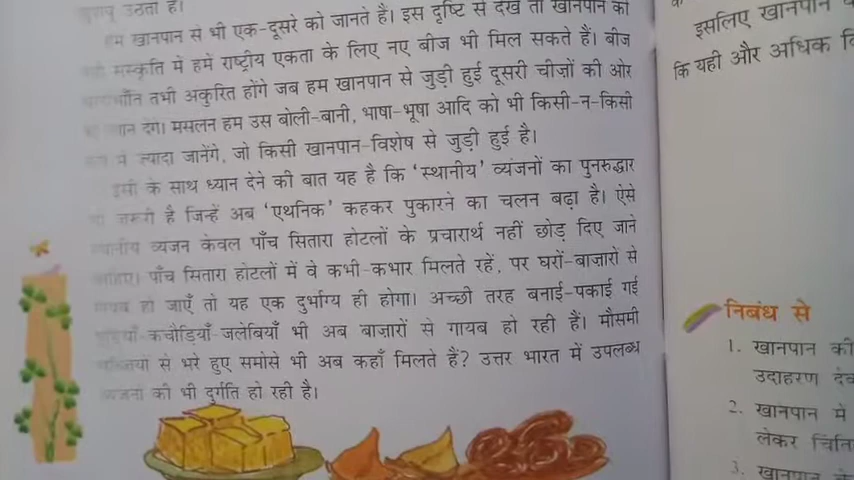 हम खानपान से भी एक-दूसरे को जानते हैं। इस दृष्टि से देखें तो खानपान की
संस्कृति में हमें राष्ट्रीय एकता के लिए नए बीज भी मिल सकते हैं। बीज
तभी अंकुरित होंगे जब हम खानपान से जुड़ी हुई दूसरी चीज़ों की ओर
ध्यान देंगे। मसलन हम उस बोली-बानी, भाषा-भूषा आदि को भी किसी-न-किसी
रूप में ज्यादा जानेंगे, जो किसी खानपान-विशेष से जुड़ी हुई है।
इसी के साथ ध्यान देने की बात यह है कि 'स्थानीय' व्यंजनों का पुनरुद्धार
भी ज़रूरी है जिन्हें अब 'एथनिक' कहकर पुकारने का चलन बढ़ा है। ऐसे
स्थानीय व्यंजन केवल पाँच सितारा होटलों के प्रचारार्थ नहीं छोड़ दिए जाने
चाहिए। पाँच सितारा होटलों में वे कभी-कभार मिलते रहें, पर घरों-बाज़ारों से
गायब हो जाएँ तो यह एक दुर्भाग्य ही होगा। अच्छी तरह बनाई-पकाई गई
पूड़ियाँ-कचौड़ियाँ-जलेबियाँ भी अब बाज़ारों से गायब हो रही हैं। मौसमी
सब्जियों से भरे हुए समोसे भी अब कहाँ मिलते हैं? उत्तर भारत में उपलब्ध
व्यंजनों की भी दुर्गति हो रही है।
इसलिए खानपान
कि यही और अधिक
निबंध से
1. खानपान की
उदाहरण
2. खानपान में
लेकर
3. खानपान